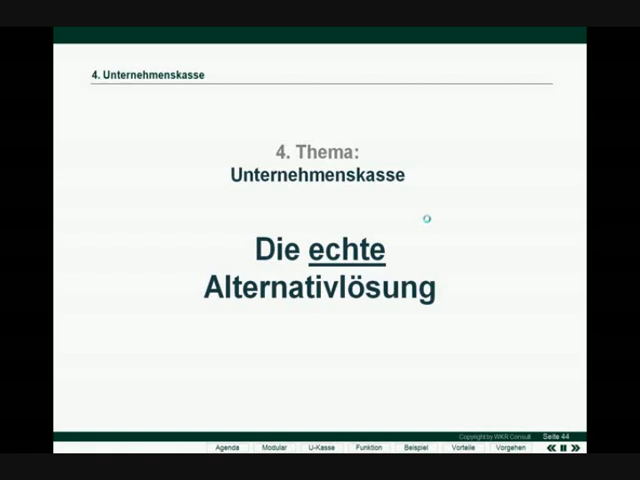 4. Unternehmenskasse
4. Thema:
Unternehmenskasse
Die echte
Alternativlösung
Copyright by WKR Consult Seite 44
Agenda Modular U-Kasse Funktion Beispiel Vorteile Vorgehen